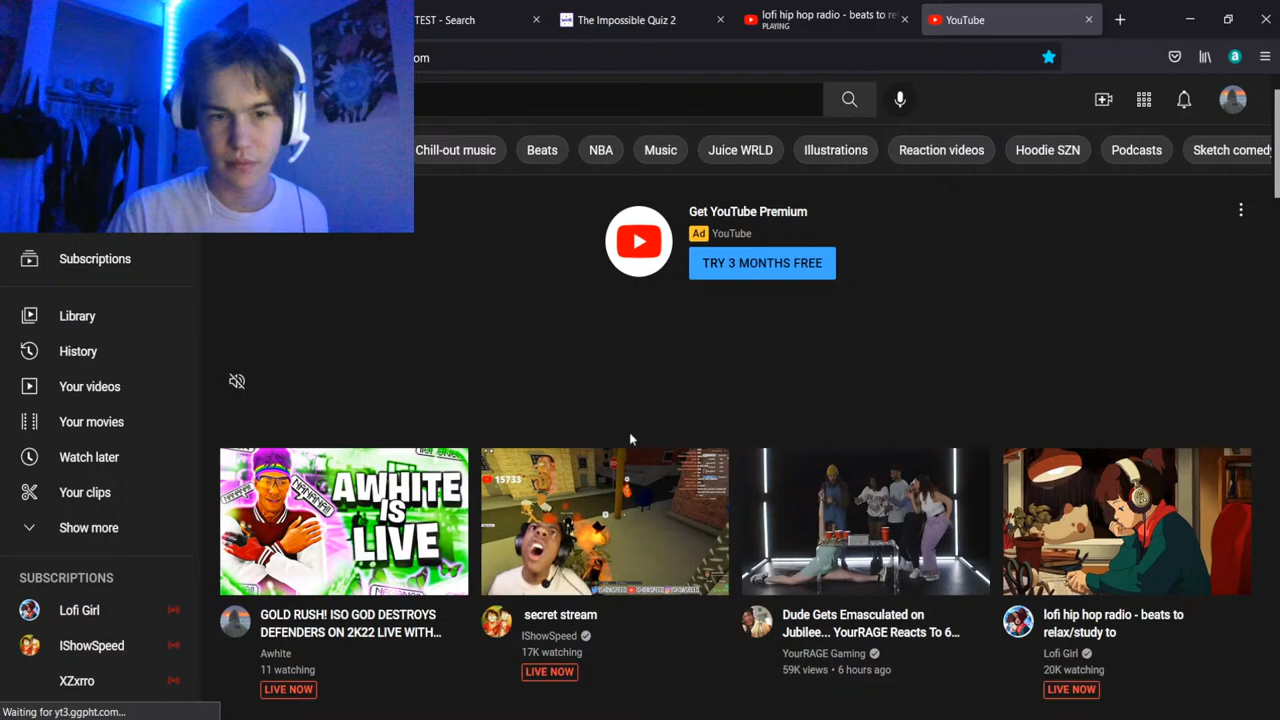 TEST - Search
The Impossible Quiz 2
lofi hip hop radio - beats to re
PLAYING
YouTube
om
Chill-out music
Beats
NBA
Music
Juice WRLD
Illustrations
Reaction videos
Hoodie SZN
Podcasts
Sketch comedy
Get YouTube Premium
Ad YouTube
TRY 3 MONTHS FREE
Subscriptions
Library
History
Your videos
Your movies
Watch later
Your clips
Show more
SUBSCRIPTIONS
Lofi Girl
IShowSpeed
XZxrro
AWHITE
IS
LIVE
GOLD RUSH! ISO GOD DESTROYS
DEFENDERS ON 2K22 LIVE WITH...
Awhite
11 watching
LIVE NOW
15733
secret stream
IShowSpeed
17K watching
LIVE NOW
Dude Gets Emasculated on
Jubilee... YourRAGE Reacts To 6...
YourRAGE Gaming
59K views • 6 hours ago
lofi hip hop radio - beats to
relax/study to
Lofi Girl
20K watching
LIVE NOW
Waiting for yt3.ggpht.com...